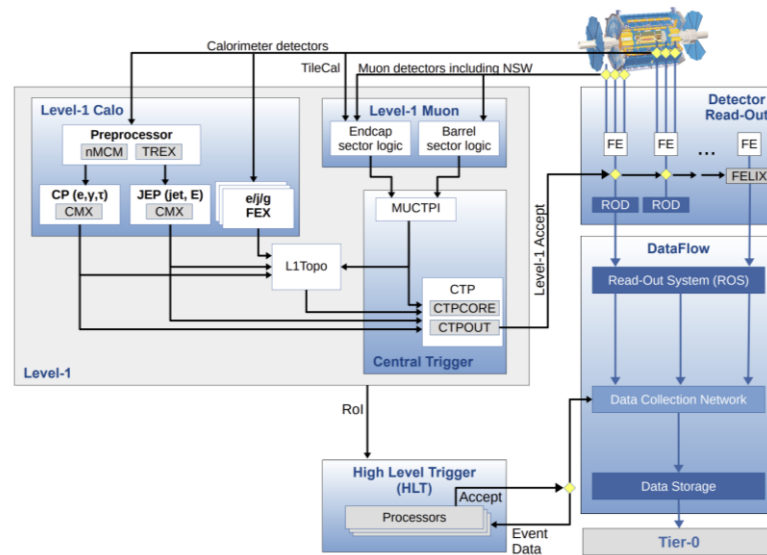 Calorimeter detectors
TileCal
Muon detectors including NSW
Level-1 Calo
Preprocessor
nMCM
TREX
CP (e,γ,τ)
CMX
JEP (jet, E)
CMX
e/j/g
FEX
Level-1 Muon
Endcap
sector logic
Barrel
sector logic
MUCTPI
L1Topo
CTP
CTPCORE
CTPOUT
Central Trigger
Level-1
Level-1 Accept
Detector
Read-Out
FE
FE
...
FE
FELIX
ROD
ROD
DataFlow
Read-Out System (ROS)
Data Collection Network
Data Storage
Tier-0
RoI
High Level Trigger
(HLT)
Accept
Processors
Event
Data